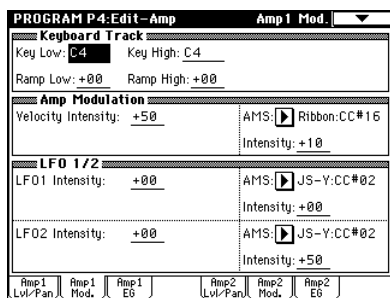 PROGRAM P4:Edit-Amp Amp1 Mod.
Keyboard Track
Key Low: C4 Key High: C4
Ramp Low: +00 Ramp High: +00
Amp Modulation
Velocity Intensity: +50 AMS: Ribbon:CC#16
Intensity: +10
LFO 1/2
LFO1 Intensity: +00 AMS: JS-Y:CC#02
Intensity: +00
LFO2 Intensity: +00 AMS: JS-Y:CC#02
Intensity: +50
Amp1 Amp1 Amp1 Amp2 Amp2 Amp2
Lvl/Pan Mod. EG Lvl/Pan Mod. EG